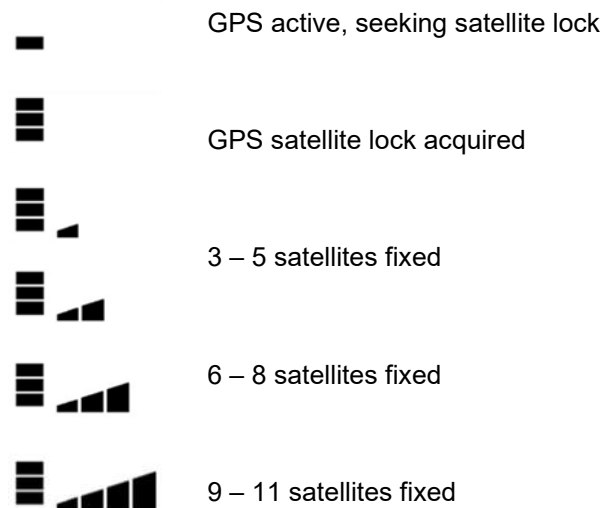 GPS active, seeking satellite lock
GPS satellite lock acquired
3 – 5 satellites fixed
6 – 8 satellites fixed
9 – 11 satellites fixed